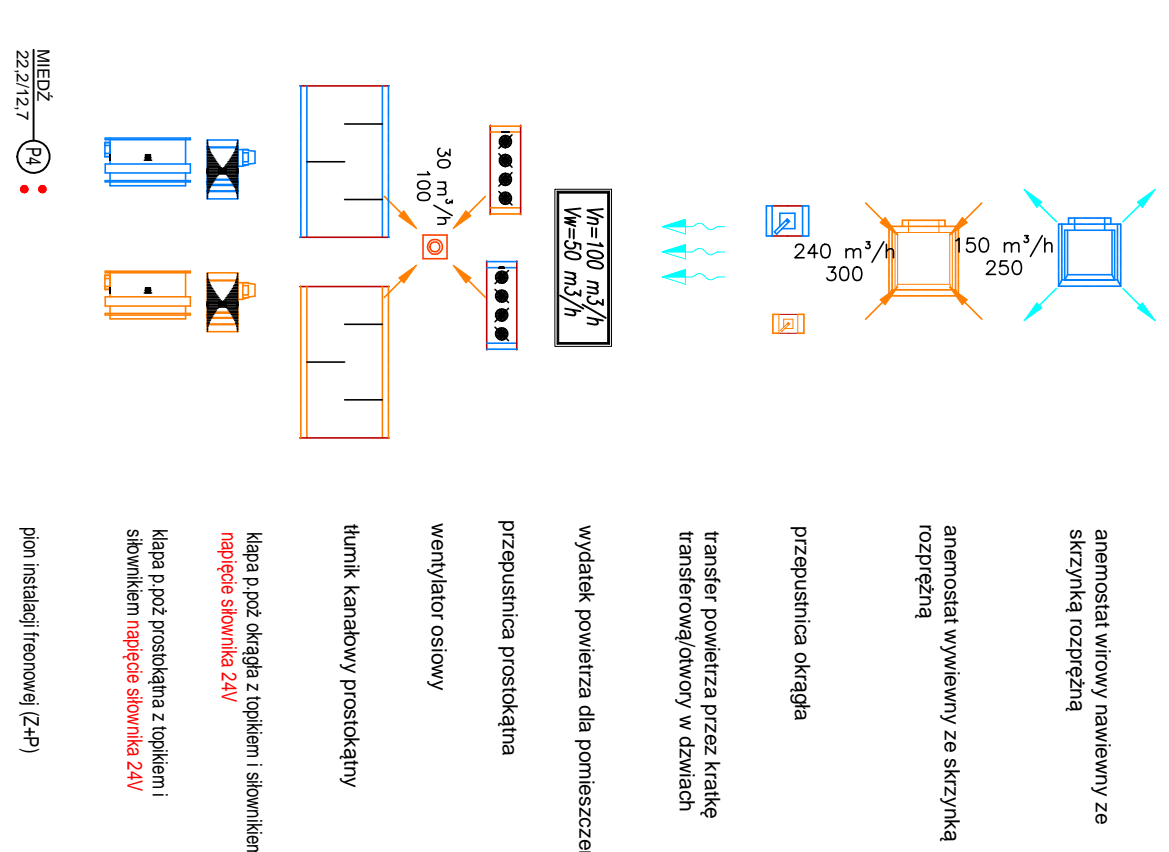 150 m³/h
250
anemostat wirowy nawiewny ze
skrzynką rozprężną
240 m³/h
300
anemostat wywiewny ze skrzynką
rozprężną
przepustnica okrągła
transfer powietrza przez kratkę
transferową/otwory w dzwiach
Vn=100 m3/h
Vw=50 m3/h
wydatek powietrza dla
przepustnica prostokątna
30 m³/h
100
wentylator osiowy
tłumik kanałowy prostokątny
klapa p.poż okrągła z topikiem i siłownikiem
napięcie siłownika 24V
klapa p.poż prostokątna z topikiem i
siłownikiem napięcie siłownika 24V
MIEDŹ
22,2/12,7
P4
pion instalacji freonowej (Z+P)